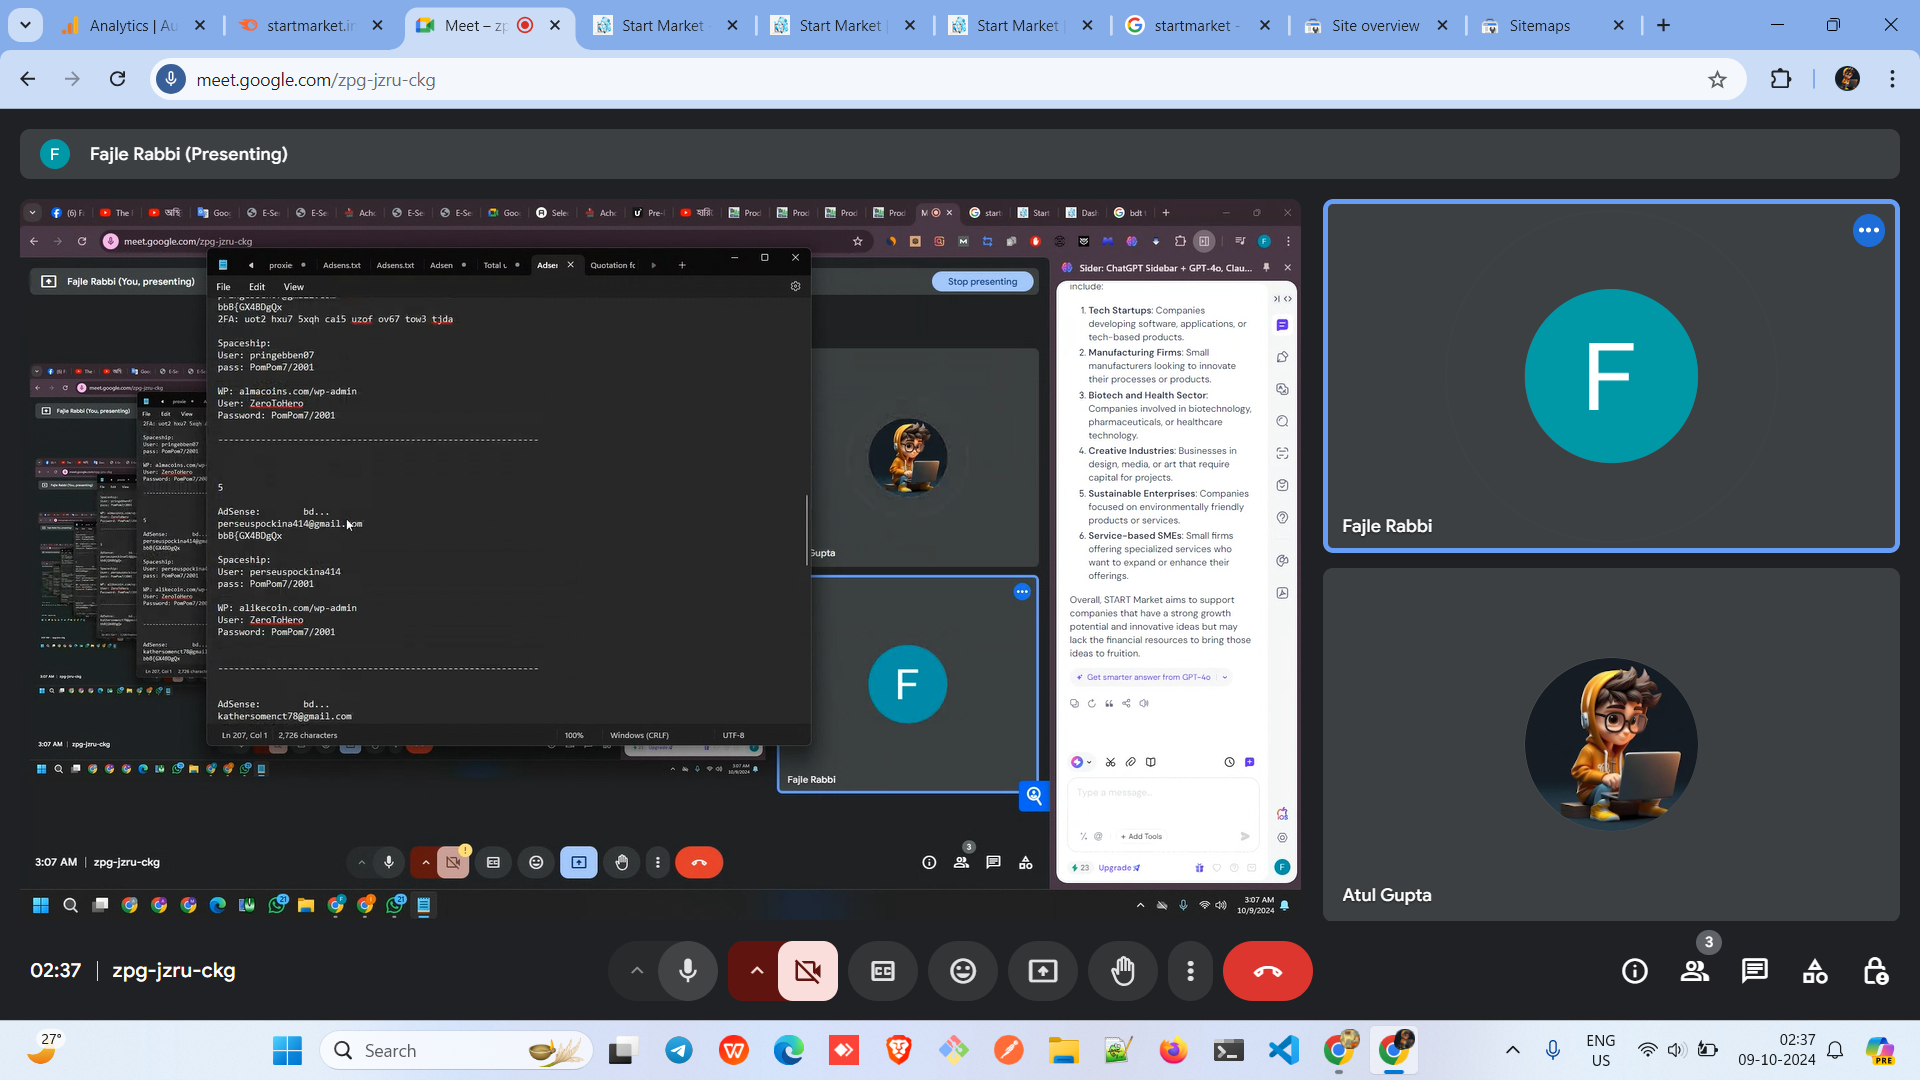 Analytics | Au
startmarket.in
Meet – zp
Start Market -
Start Market |
Start Market |
startmarket -
Site overview
Sitemaps
meet.google.com/zpg-jzru-ckg
F
Fajle Rabbi (Presenting)
meet.google.com/zpg-jzru-ckg
Fajle Rabbi (You, presenting)
Stop presenting
proxie
Adsens.txt
Adsens.txt
Adsen
Total u
Adsei
Quotation fo
File
Edit
View
bbB{GX4BDgQx
2FA: uot2 hxu7 5xqh cai5 uzof ov67 tow3 tjda
Spaceship:
User: pringebben07
pass: PomPom7/2001
WP: almacoins.com/wp-admin
User: ZeroToHero
Password: PomPom7/2001
-------------------------------------------------------------
5
AdSense: bd...
perseuspockina414@gmail.com
bbB{GX4BDgQx
Spaceship:
User: perseuspockina414
pass: PomPom7/2001
WP: alikecoin.com/wp-admin
User: ZeroToHero
Password: PomPom7/2001
-------------------------------------------------------------
AdSense: bd...
kathersomenct78@gmail.com
Ln 207, Col 1
2,726 characters
100%
Windows (CRLF)
UTF-8
Gupta
F
Fajle Rabbi
Sider: ChatGPT Sidebar + GPT-4o, Clau...
include:
1. Tech Startups: Companies
developing software, applications, or
tech-based products.
2. Manufacturing Firms: Small
manufacturers looking to innovate
their processes or products.
3. Biotech and Health Sector:
Companies involved in biotechnology,
pharmaceuticals, or healthcare
technology.
4. Creative Industries: Businesses in
design, media, or art that require
capital for projects.
5. Sustainable Enterprises: Companies
focused on environmentally friendly
products or services.
6. Service-based SMEs: Small firms
offering specialized services who
want to expand or enhance their
offerings.
Overall, START Market aims to support
companies that have a strong growth
potential and innovative ideas but may
lack the financial resources to bring those
ideas to fruition.
Get smarter answer from GPT-4o
Type a message...
+ Add Tools
23
Upgrade
3:07 AM | zpg-jzru-ckg
3
3:07 AM
10/9/2024
F
Fajle Rabbi
Atul Gupta
02:37 | zpg-jzru-ckg
3
27°
Search
ENG
US
02:37
09-10-2024